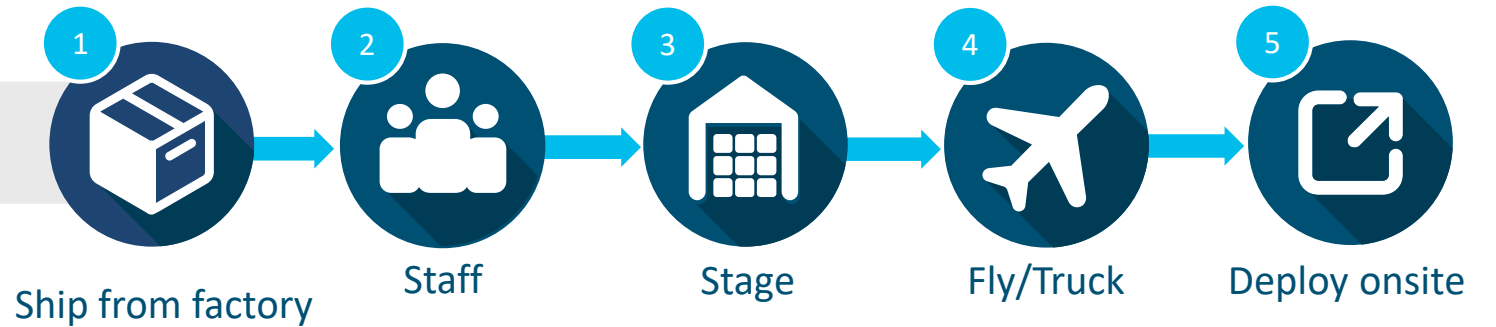 1
2
3
4
5
Ship from factory
Staff
Stage
Fly/Truck
Deploy onsite